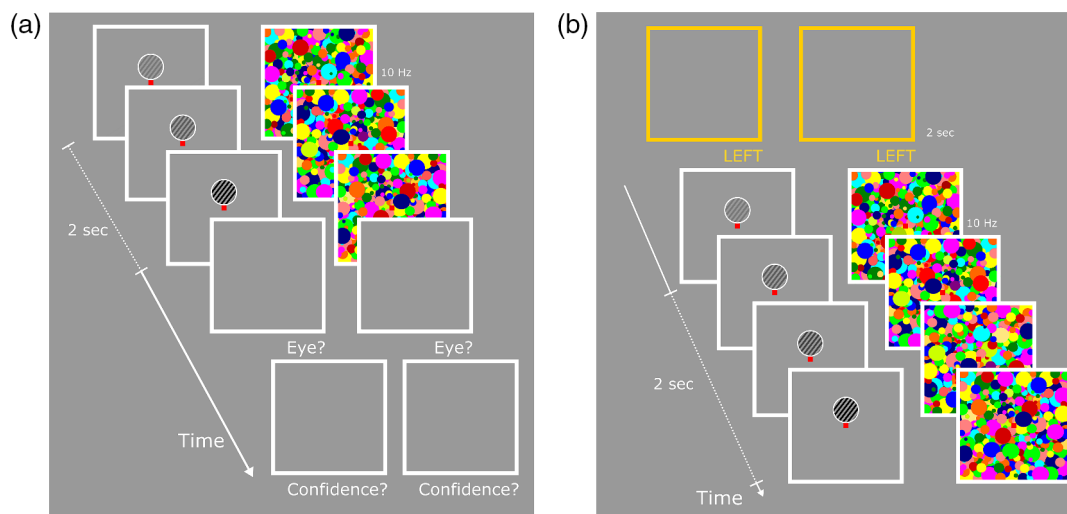 (a)
10 Hz
2 sec
Eye? Eye?
Time
Confidence? Confidence?
(b)
2 sec
LEFT LEFT
10 Hz
2 sec
Time